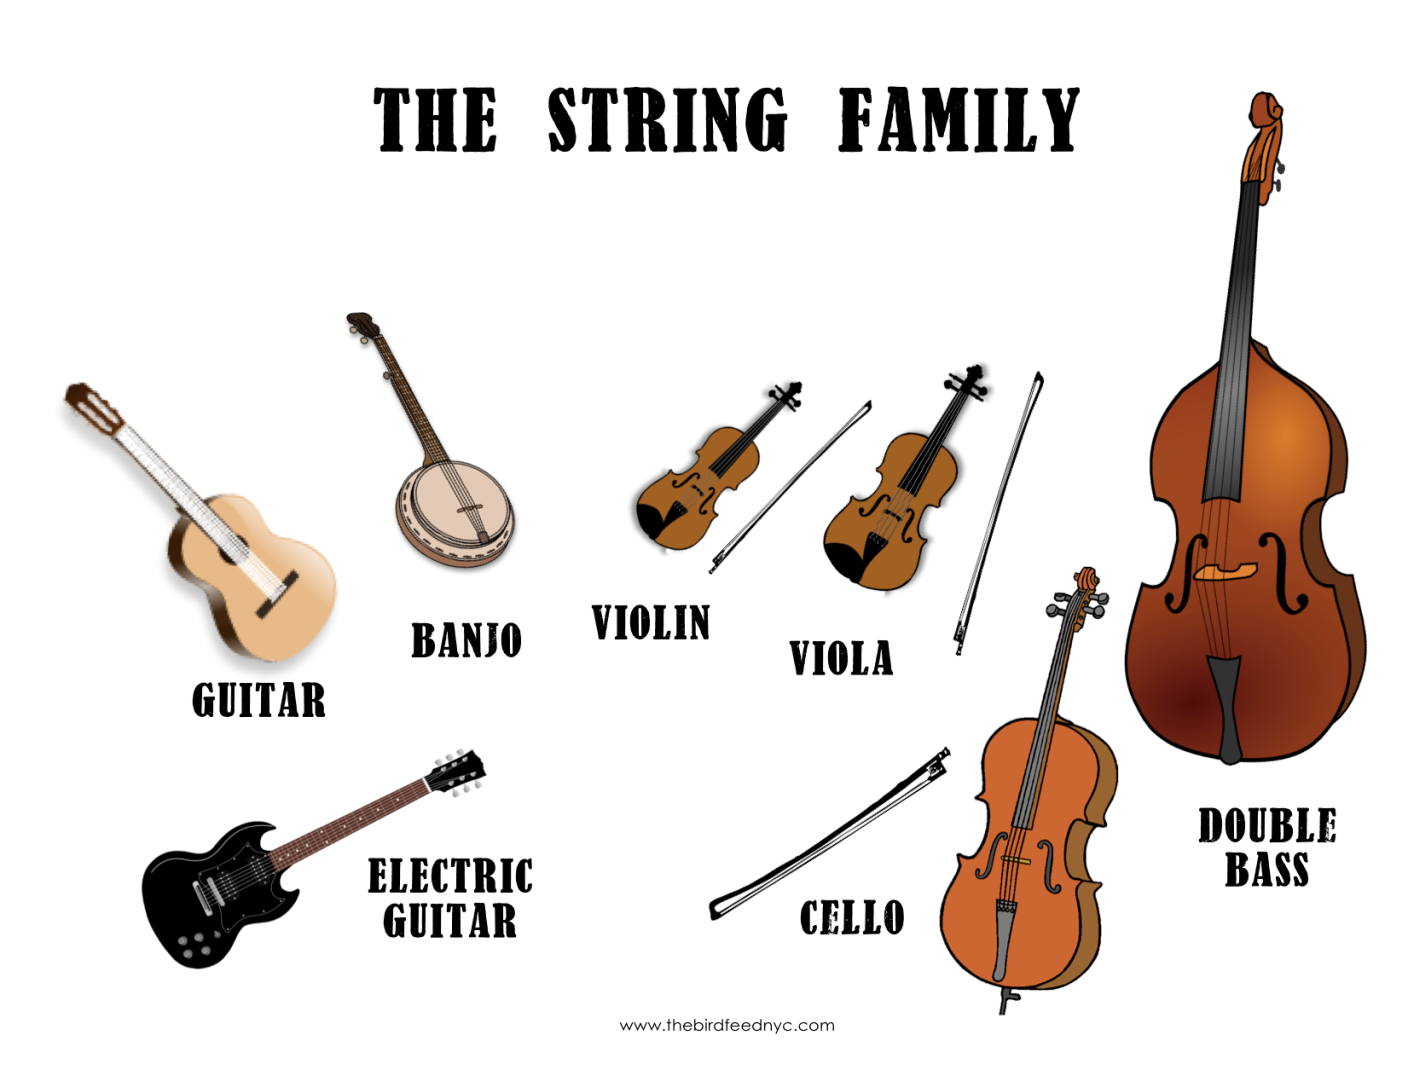 THE STRING FAMILY
BANJO
VIOLIN
VIOLA
GUITAR
DOUBLE
BASS
ELECTRIC
GUITAR
CELLO
www.thebirdfeednyc.com